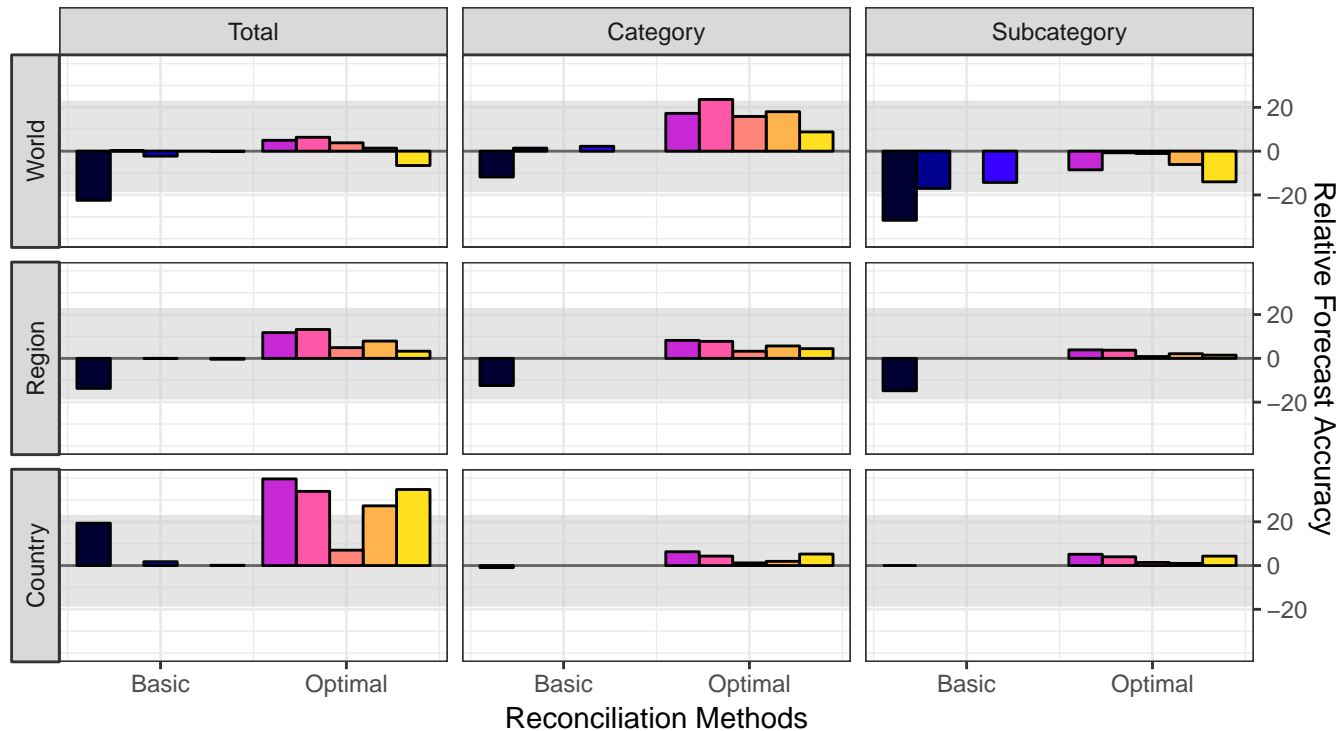 Total
Category
Subcategory
World
20
0
−20
Region
20
0
−20
Country
20
0
−20
Relative Forecast Accuracy
Basic
Optimal
Basic
Optimal
Basic
Optimal
Reconciliation Methods